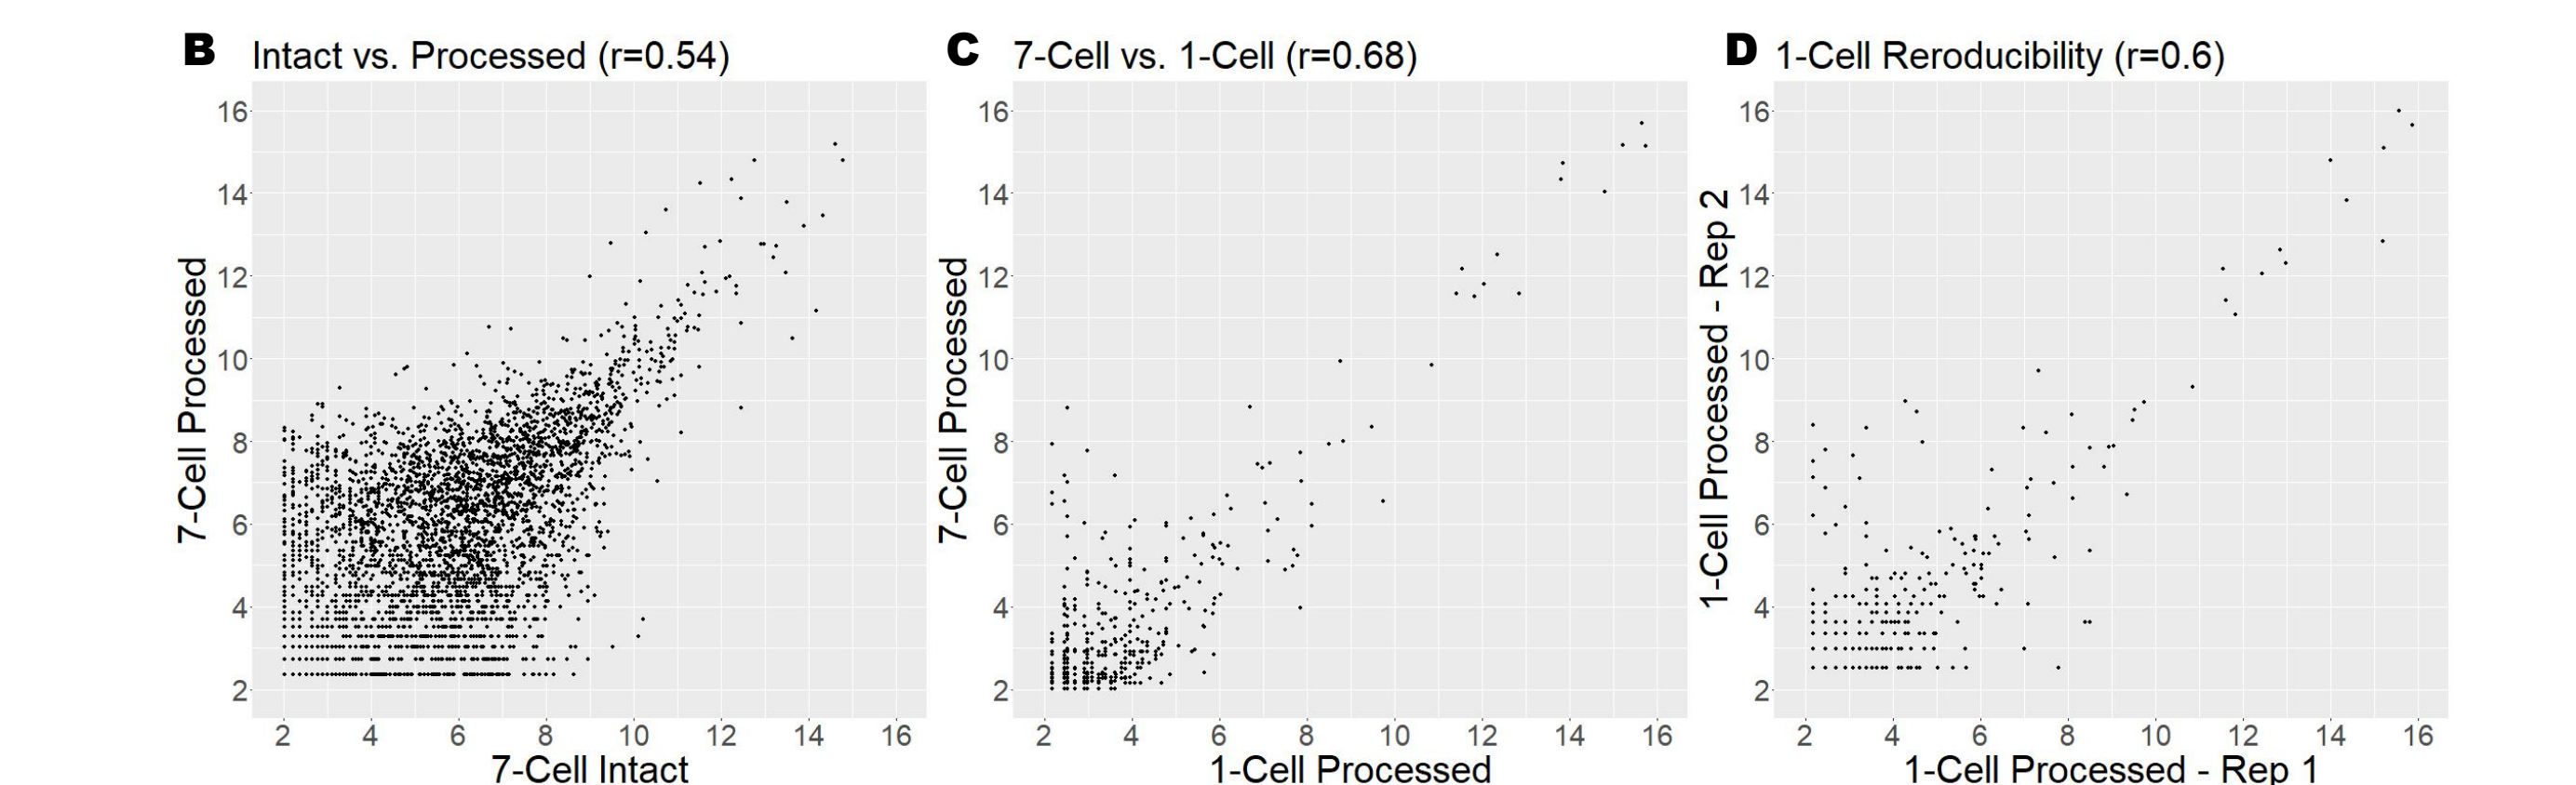 B Intact vs. Processed (r=0.54)
16
14
12
10
8
6
4
2
7-Cell Processed
2 4 6 8 10 12 14 16
7-Cell Intact
C 7-Cell vs. 1-Cell (r=0.68)
16
14
12
10
8
6
4
2
7-Cell Processed
2 4 6 8 10 12 14 16
1-Cell Processed
D 1-Cell Reroducibility (r=0.6)
16
14
12
10
8
6
4
2
1-Cell Processed - Rep 2
2 4 6 8 10 12 14 16
1-Cell Processed - Rep 1